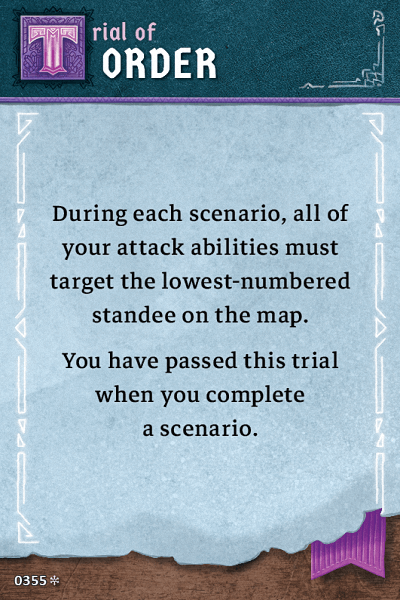 Trial of
ORDER
During each scenario, all of
your attack abilities must
target the lowest-numbered
standee on the map.
You have passed this trial
when you complete
a scenario.
0355✼